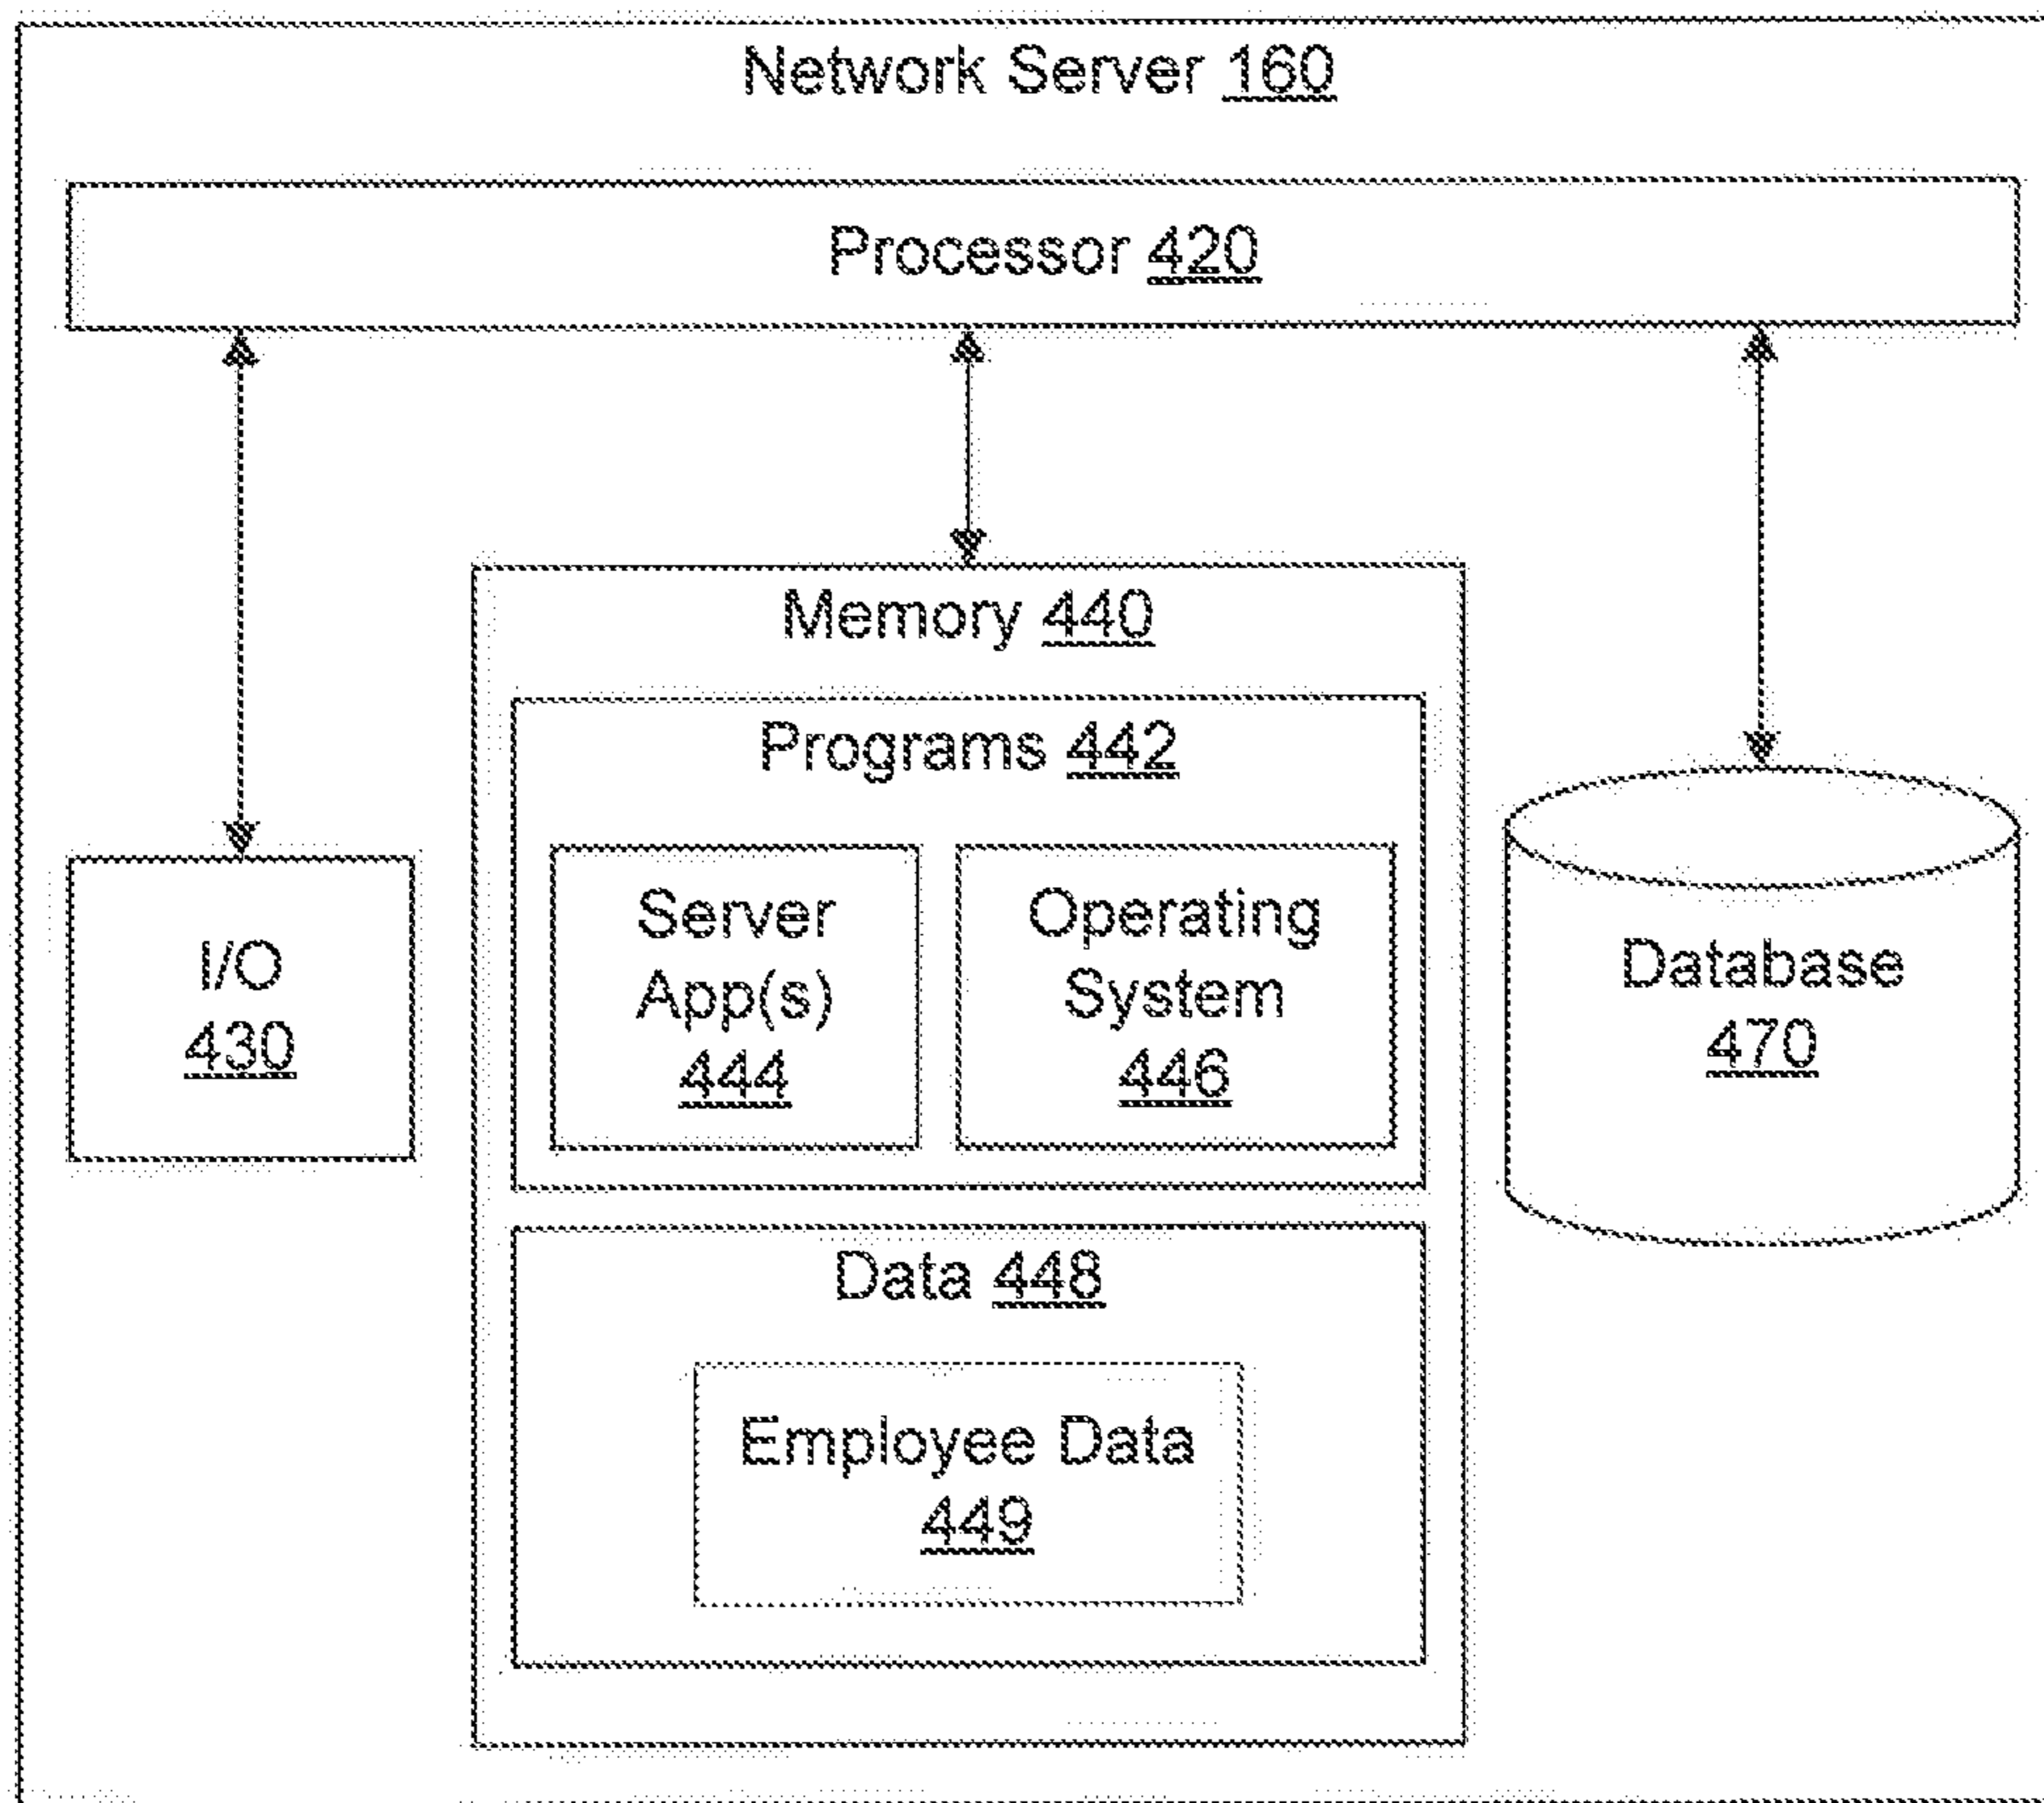 Network Server 160
Processor 420
Memory 440
Programs 442
Server
App(s)
444
Operating
System
446
I/O
430
Database
470
Data 448
Employee Data
449